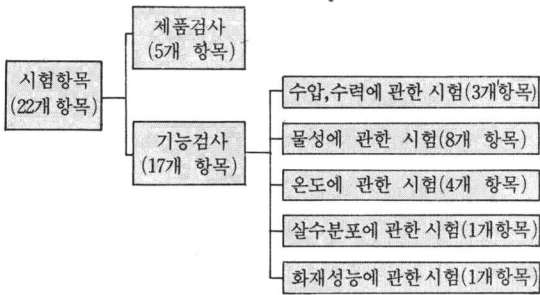 제품검사
(5개 항목)
시험항목
(22개 항목)
기능검사
(17개 항목)
수압,수력에 관한 시험(3개항목)
물성에 관한 시험(8개 항목)
온도에 관한 시험(4개 항목)
살수분포에 관한 시험(1개항목)
화재성능에 관한 시험(1개항목)